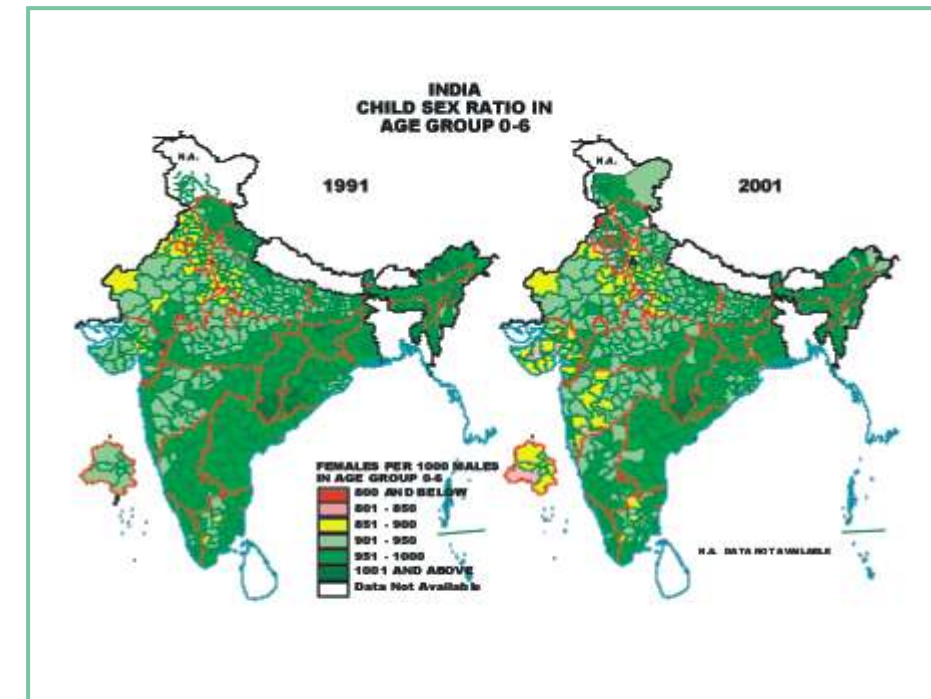 INDIA
CHILD SEX RATIO IN
AGE GROUP 0-6
N.A.
1991
N.A.
2001
FEMALES PER 1000 MALES
IN AGE GROUP 0-6
800 AND BELOW
801 - 850
851 - 900
901 - 950
951 - 1000
1001 AND ABOVE
Data Not Available
N.A. DATA NOT AVAILABLE